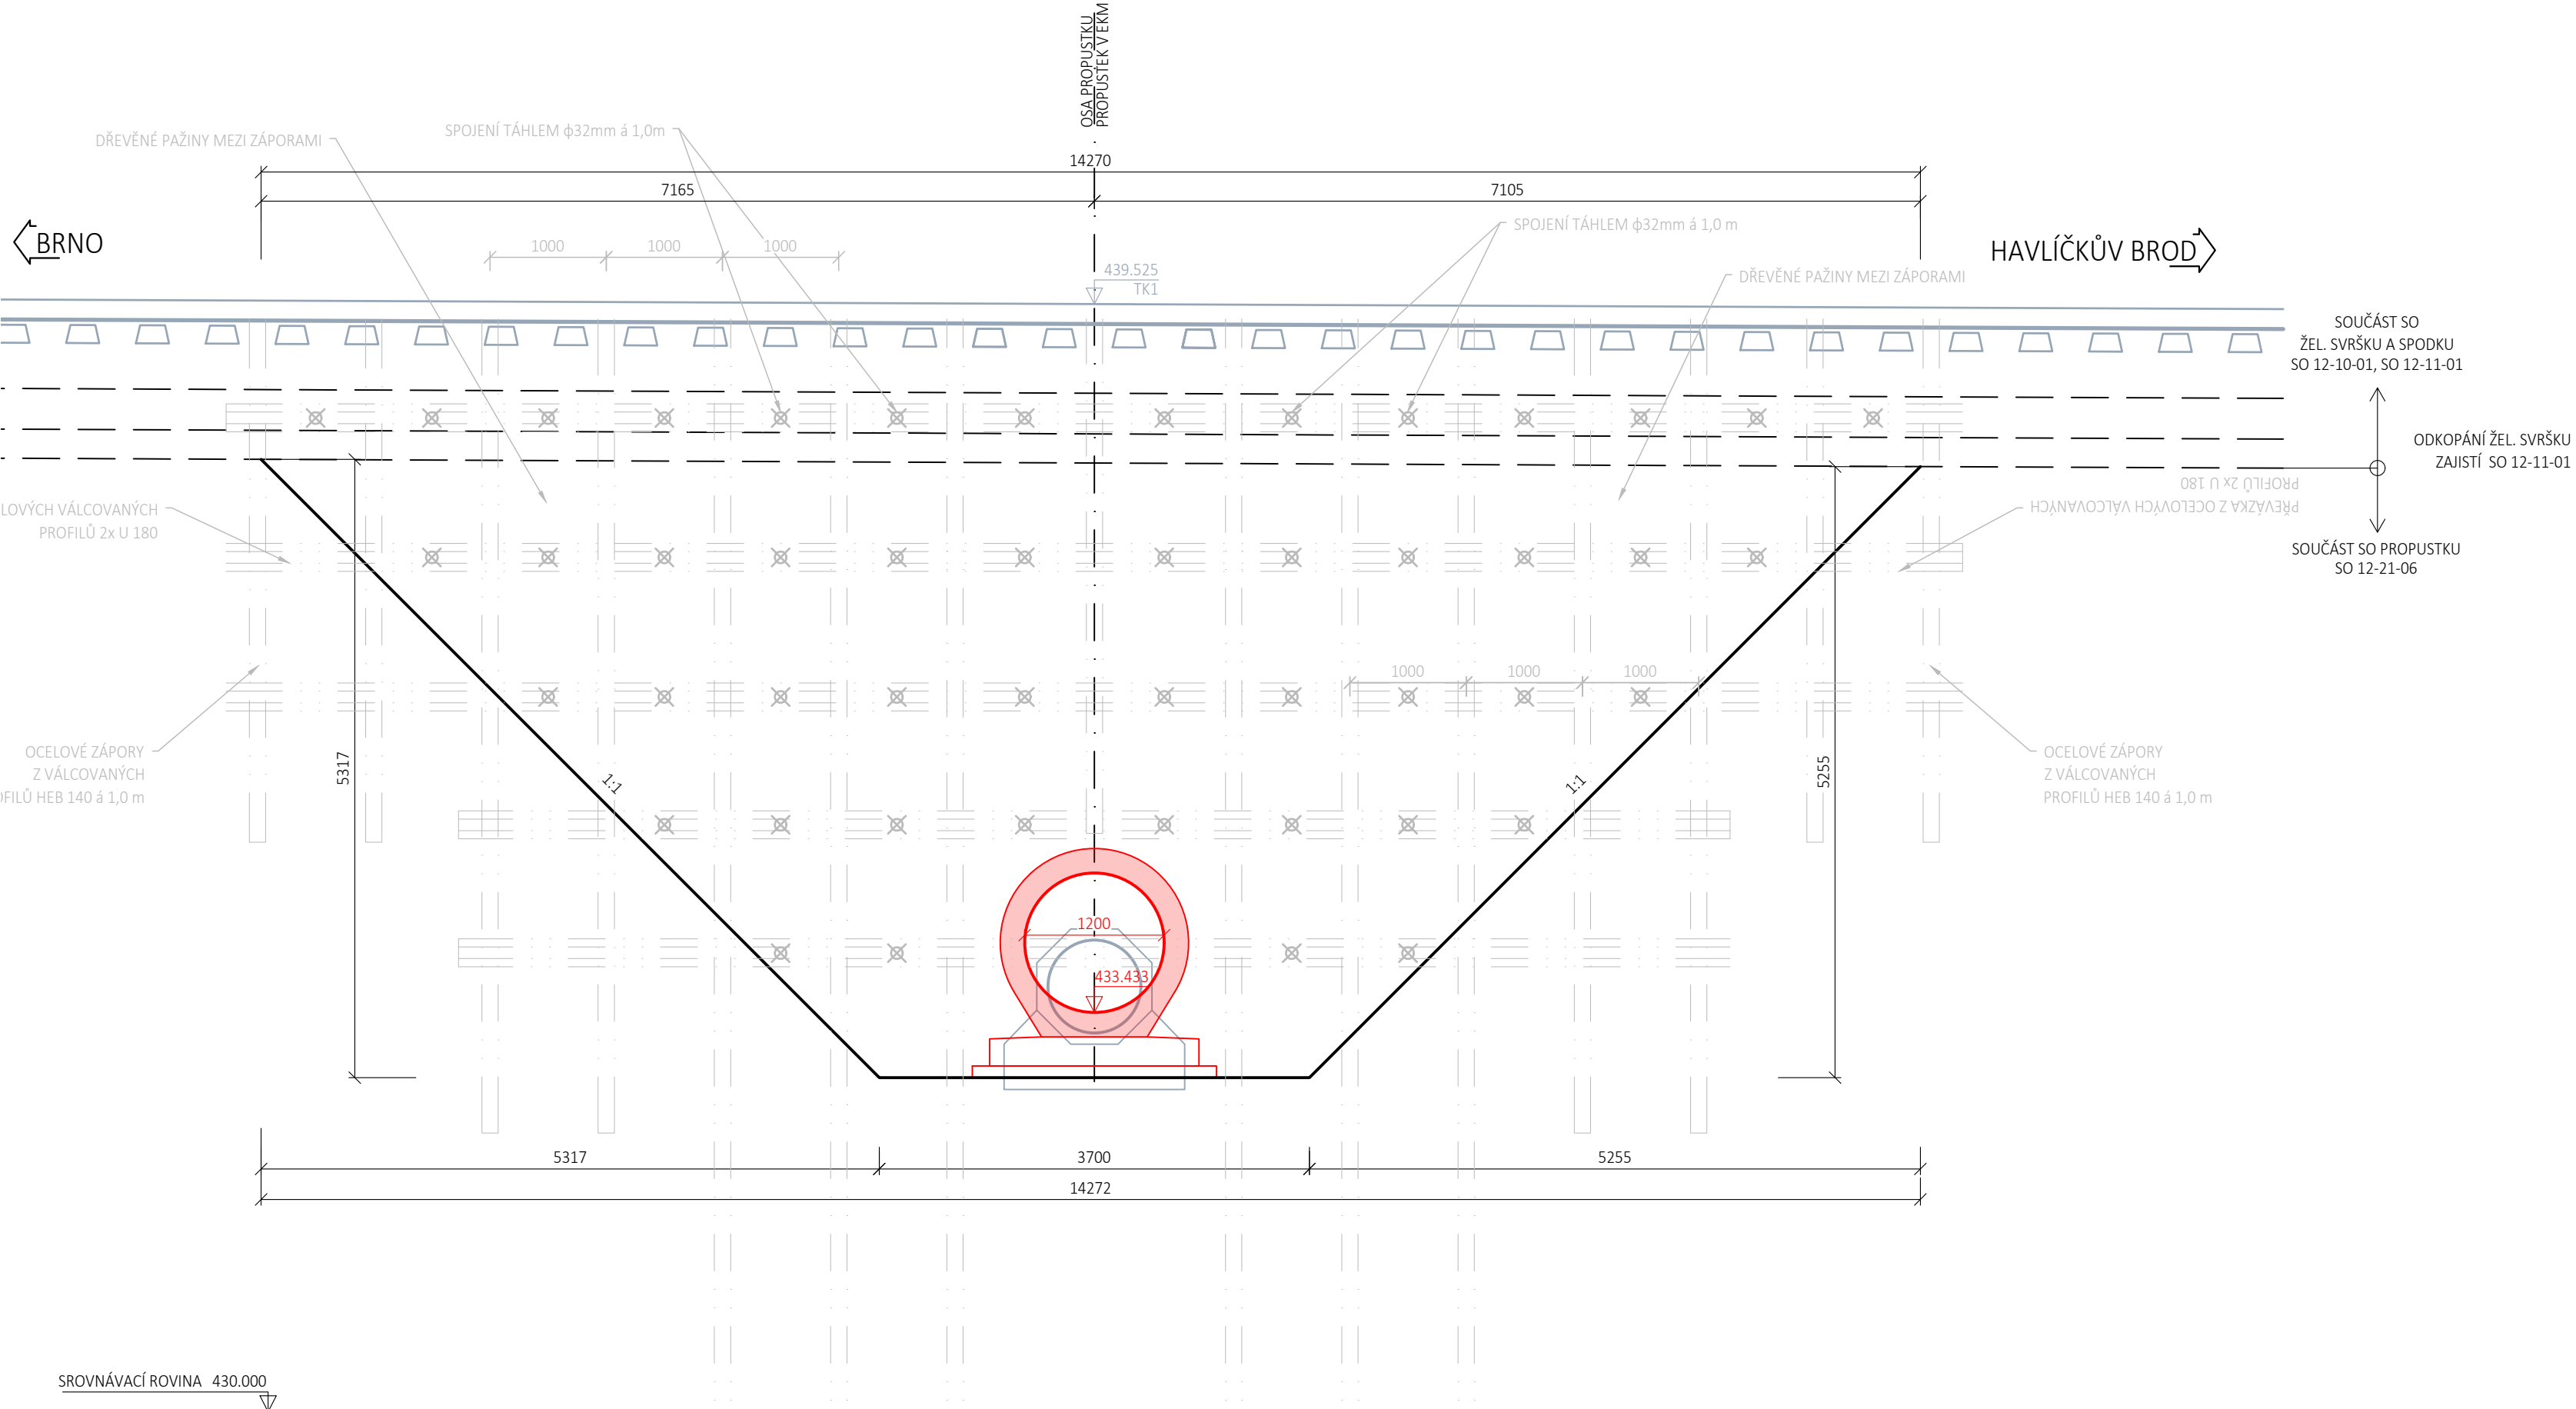 OSA PROPUSTKU
PROPUSTEK V EKM
DŘEVĚNÉ PAŽINY MEZI ZÁPORAMI
SPOJENÍ TÁHLEM ϕ32mm á 1,0m
14270
7165
7105
BRNO
1000
1000
1000
SPOJENÍ TÁHLEM ϕ32mm á 1,0 m
HAVLÍČKŮV BROD
439.525
TK1
DŘEVĚNÉ PAŽINY MEZI ZÁPORAMI
SOUČÁST SO
ŽEL. SVRŠKU A SPODKU
SO 12-10-01, SO 12-11-01
ODKOPÁNÍ ŽEL. SVRŠKU
ZAJISTÍ SO 12-11-01
LOVÝCH VÁLCOVANÝCH
PROFILŮ 2x U 180
PŘEVÁZKA Z OCELOVÝCH VÁLCOVANÝCH
PROFILŮ 2x U 180
SOUČÁST SO PROPUSTKU
SO 12-21-06
1000
1000
1000
OCELOVÉ ZÁPORY
Z VÁLCOVANÝCH
OFILŮ HEB 140 á 1,0 m
5317
1:1
1:1
5255
OCELOVÉ ZÁPORY
Z VÁLCOVANÝCH
PROFILŮ HEB 140 á 1,0 m
1200
433.433
5317
3700
5255
14272
SROVNÁVACÍ ROVINA 430.000